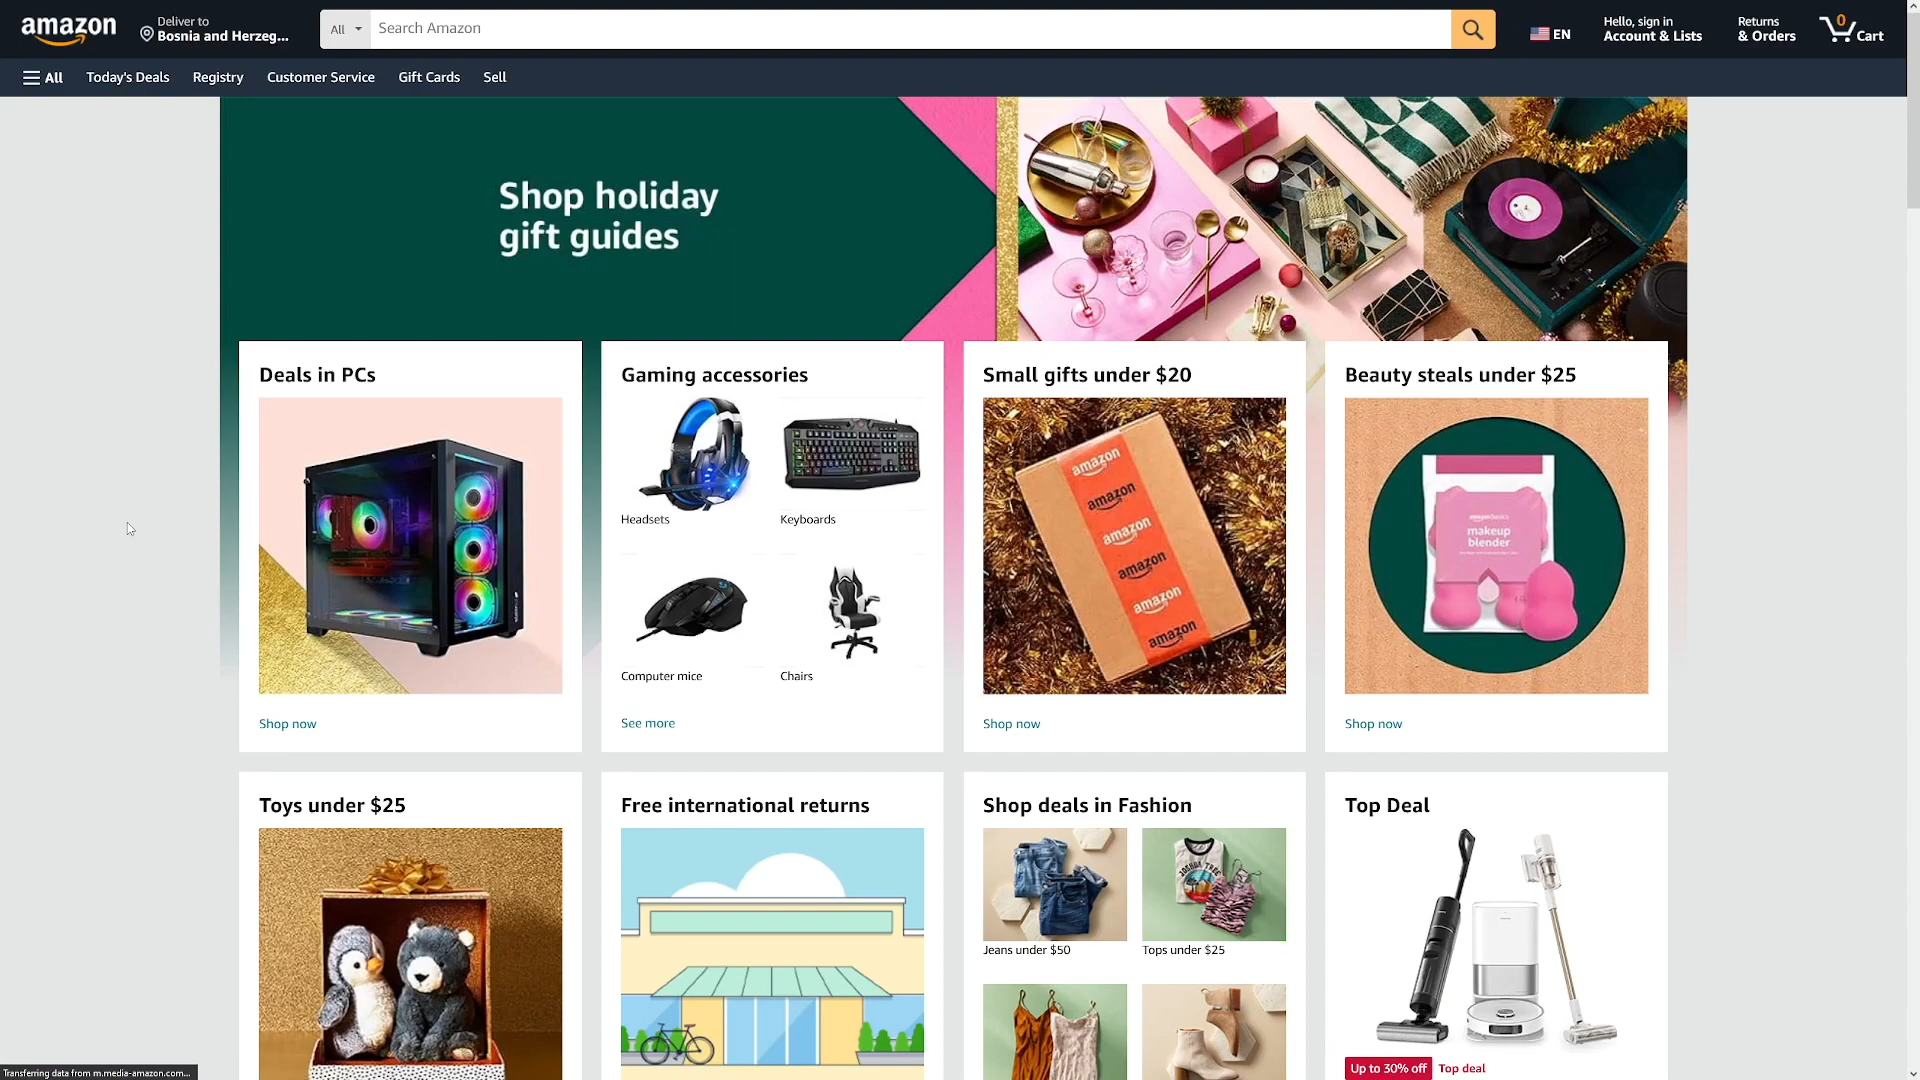 amazon
Deliver to
Bosnia and Herzeg...
All
Search Amazon
EN
Hello, sign in
Account & Lists
Returns
& Orders
0
Cart
All
Today's Deals
Registry
Customer Service
Gift Cards
Sell
Shop holiday
gift guides
Deals in PCs
Shop now
Gaming accessories
Headsets
Keyboards
Computer mice
Chairs
See more
Small gifts under $20
amazon
amazon
amazon
amazon
amazon
amazon
Shop now
Beauty steals under $25
amazonbasics
makeup
blender
Shop now
Toys under $25
Free international returns
Shop deals in Fashion
JOSHUA TREE
Jeans under $50
Tops under $25
Top Deal
Up to 30% off
Top deal
Transferring data from m.media-amazon.com...